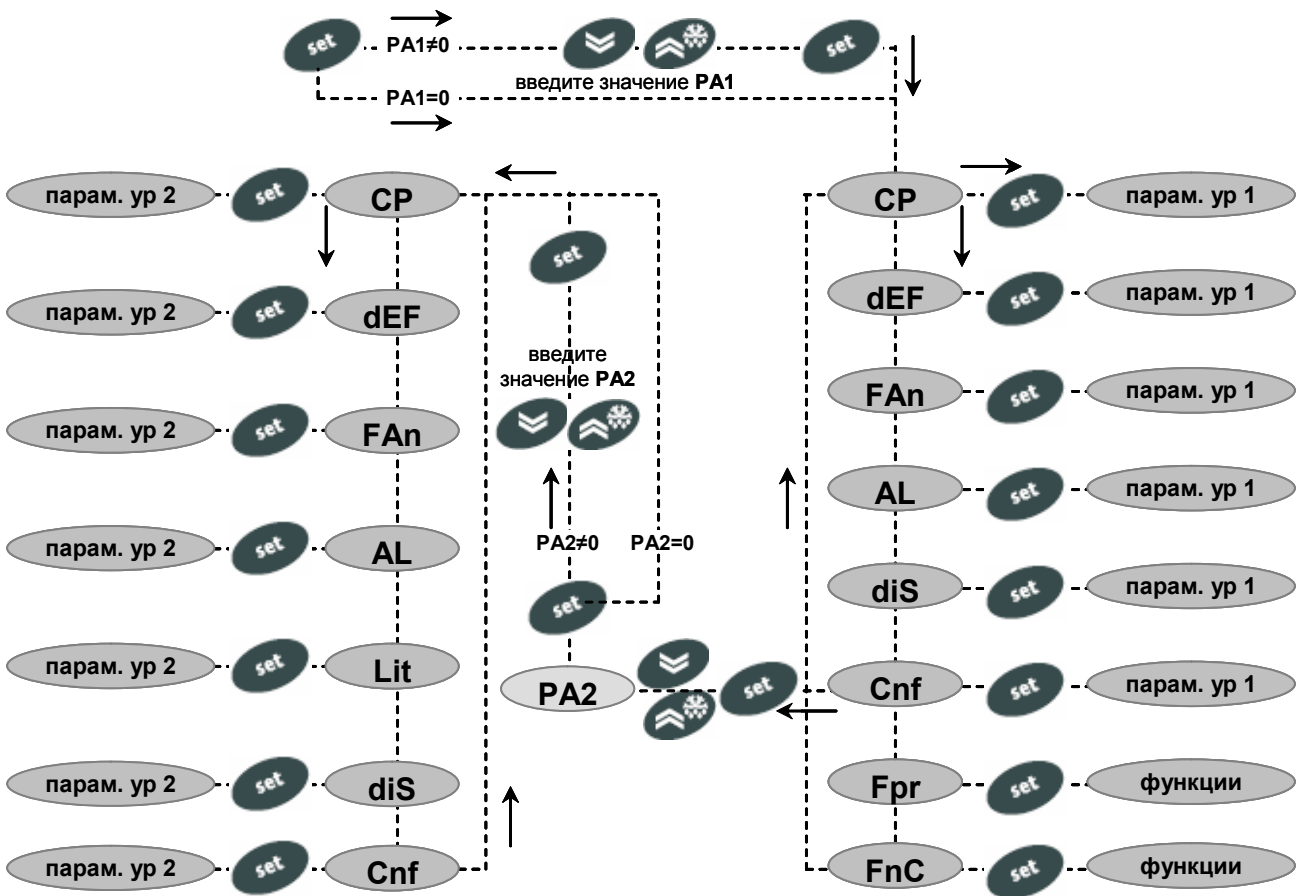 set
PA1≠0
set
введите значение PA1
PA1=0
парам. ур 2
set
CP
CP
set
парам. ур 1
set
парам. ур 2
set
dEF
dEF
set
парам. ур 1
введите
значение PA2
парам. ур 2
set
FAn
FAn
set
парам. ур 1
парам. ур 2
set
AL
PA2≠0
PA2=0
AL
set
парам. ур 1
set
diS
set
парам. ур 1
парам. ур 2
set
Lit
PA2
set
Cnf
set
парам. ур 1
парам. ур 2
set
diS
Fpr
set
функции
парам. ур 2
set
Cnf
FnC
set
функции